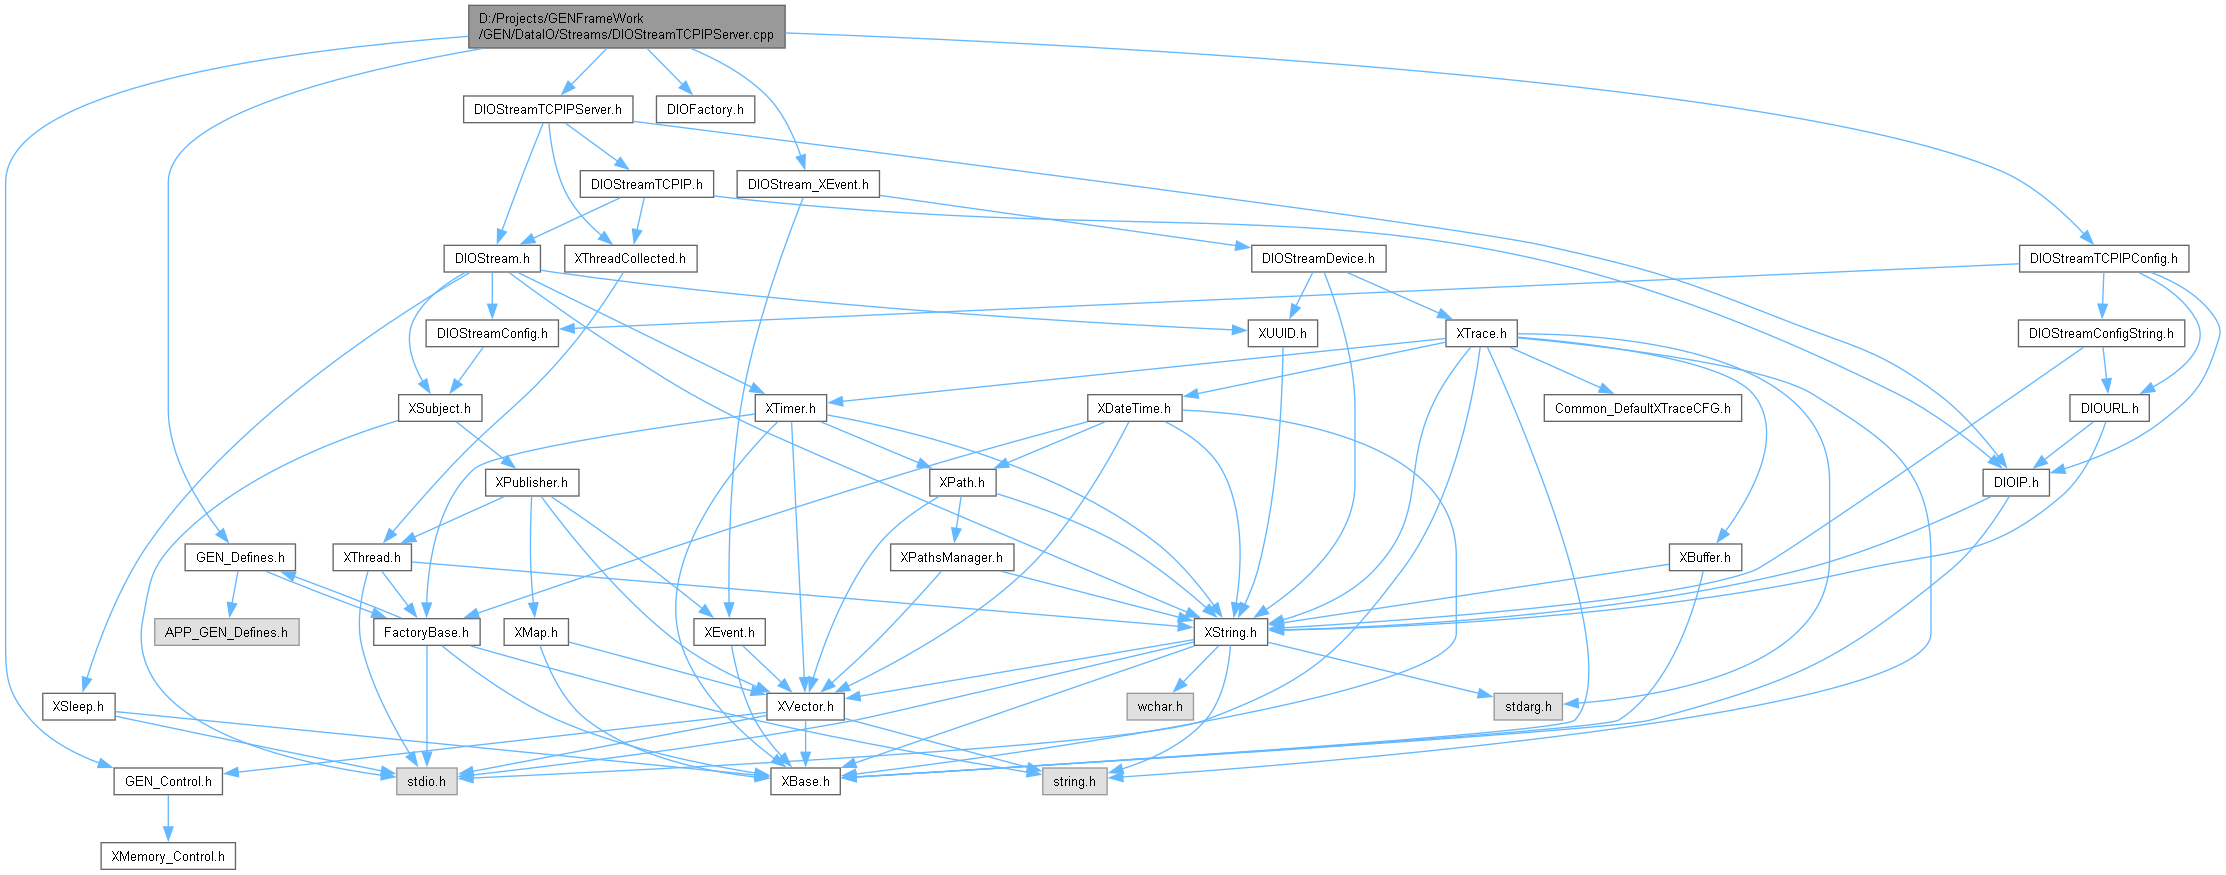 D:/Projects/GENFrameWork
/GEN/DataIO/Streams/DIOStreamTCPIPServer.cpp
DIOStreamTCPIPServer.h
DIOFactory.h
DIOStreamTCPIP.h
DIOStream_XEvent.h
DIOStream.h
XThreadCollected.h
DIOStreamDevice.h
DIOStreamTCPIPConfig.h
DIOStreamConfig.h
XUUID.h
XTrace.h
DIOStreamConfigString.h
XSubject.h
XTimer.h
XDateTime.h
Common_DefaultXTraceCFG.h
DIOURL.h
XPublisher.h
XPath.h
DIOIP.h
GEN_Defines.h
XThread.h
XPathsManager.h
XBuffer.h
APP_GEN_Defines.h
FactoryBase.h
XMap.h
XEvent.h
XString.h
XSleep.h
XVector.h
wchar.h
stdarg.h
GEN_Control.h
stdio.h
XBase.h
string.h
XMemory_Control.h